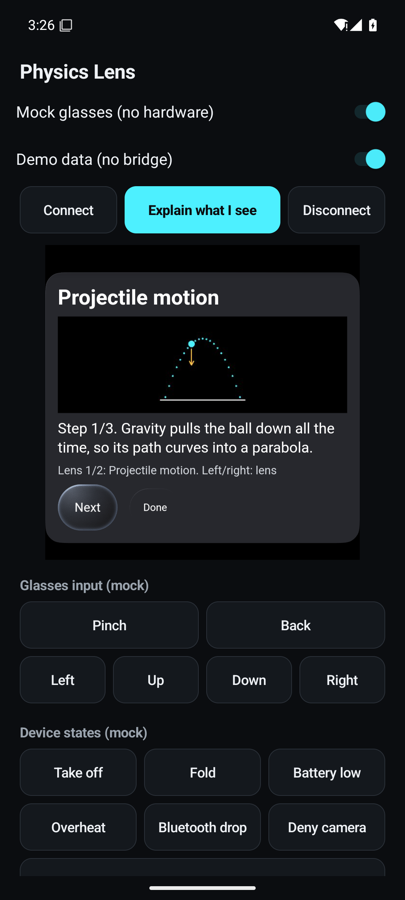 3:26
Physics Lens
Mock glasses (no hardware)
Demo data (no bridge)
Connect
Explain what I see
Disconnect
Projectile motion
Step 1/3. Gravity pulls the ball down all the
time, so its path curves into a parabola.
Lens 1/2: Projectile motion. Left/right: lens
Next
Done
Glasses input (mock)
Pinch
Back
Left
Up
Down
Right
Device states (mock)
Take off
Fold
Battery low
Overheat
Bluetooth drop
Deny camera